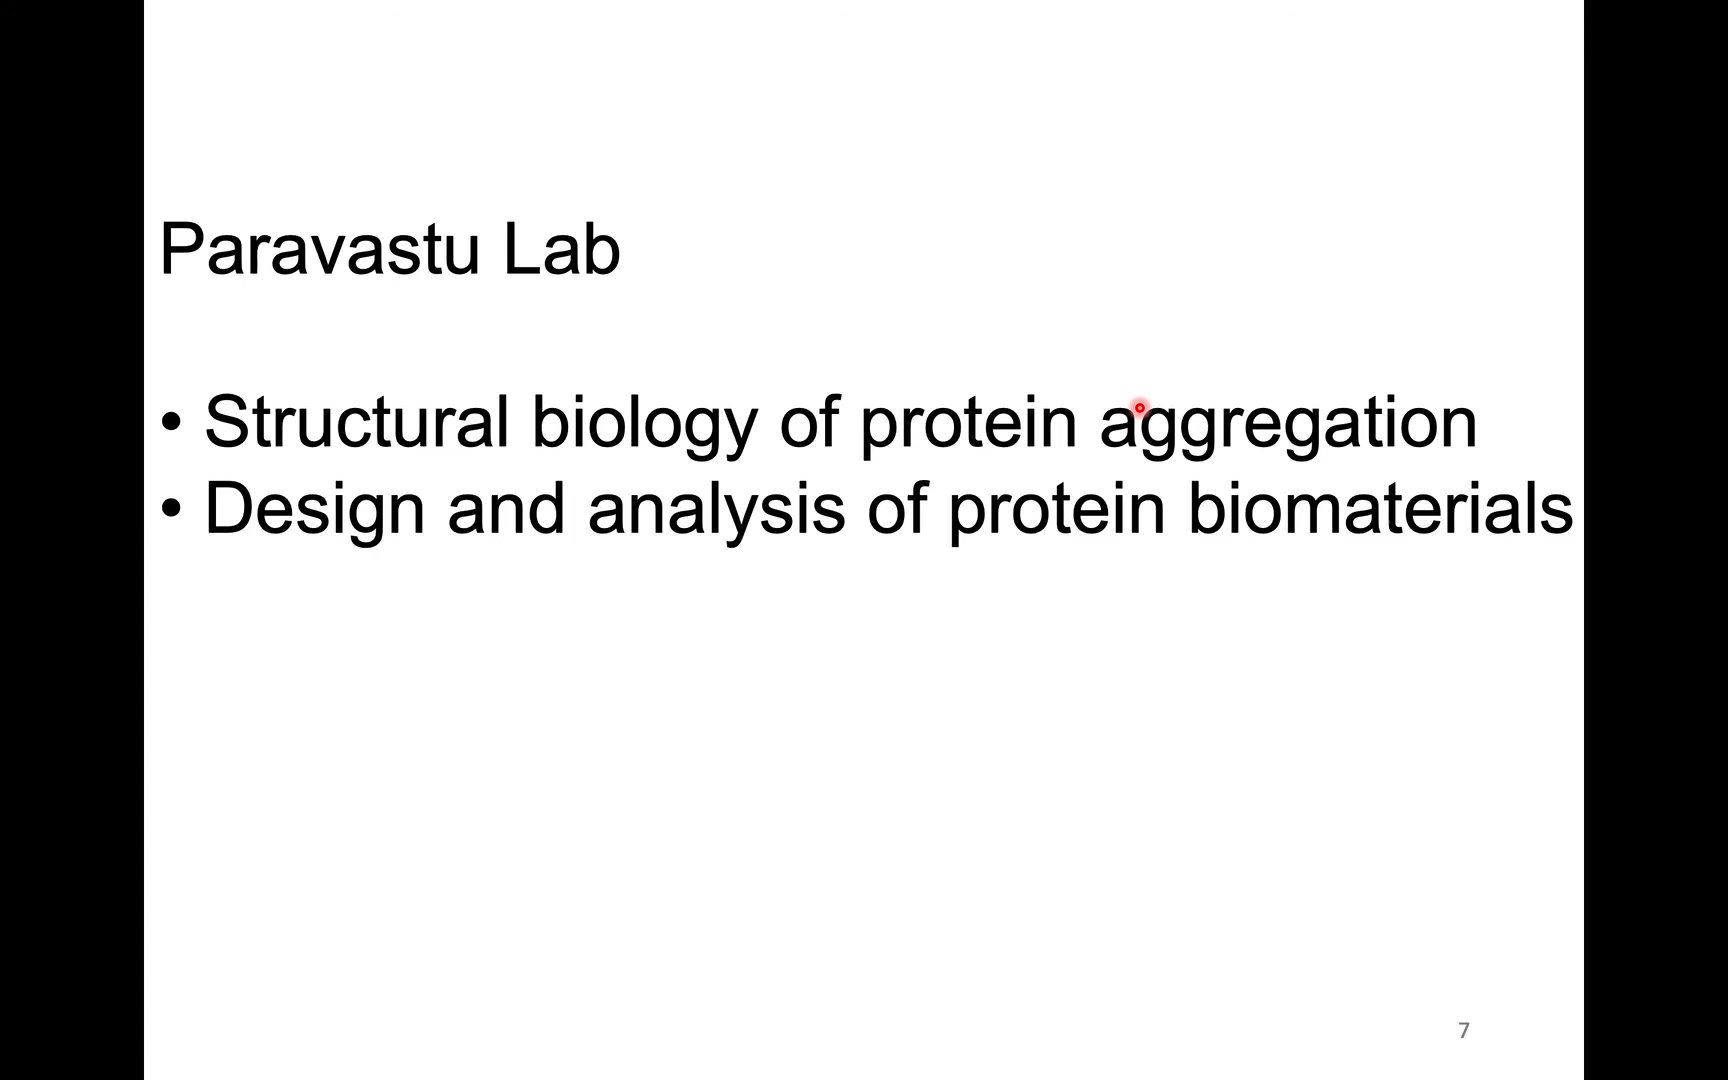 Paravastu Lab
• Structural biology of protein aggregation
• Design and analysis of protein biomaterials
7